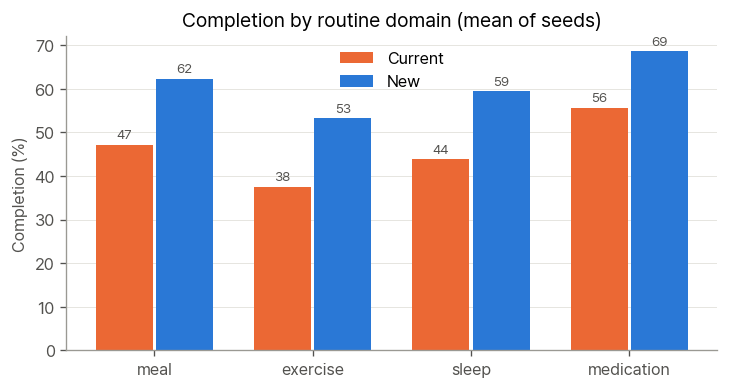 Completion by routine domain (mean of seeds)
Completion (%)
70
60
50
40
30
20
10
0
Current
New
47
62
38
53
44
59
56
69
meal
exercise
sleep
medication